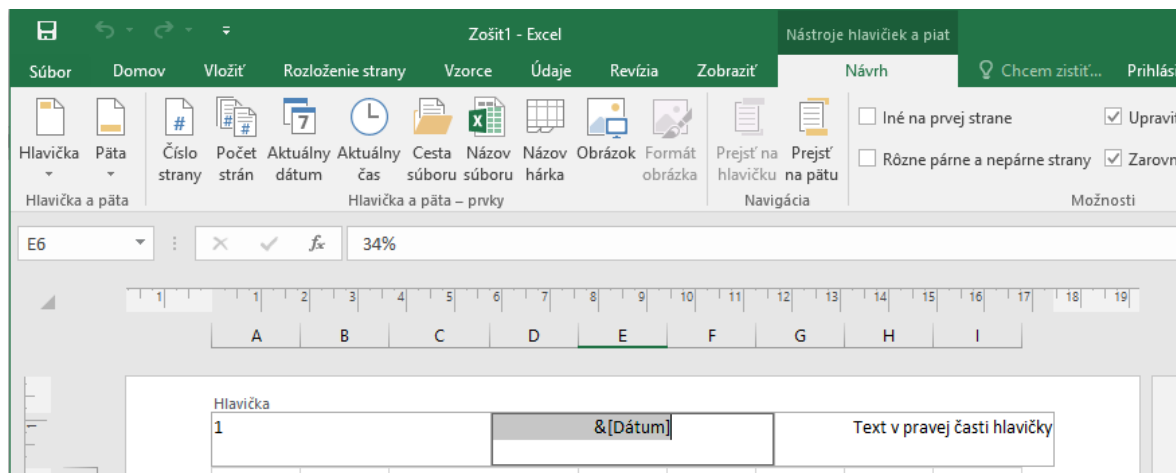 Zošit1 - Excel
Nástroje hlavičiek a piat
Súbor Domov Vložiť Rozloženie strany Vzorce Údaje Revízia Zobraziť Návrh Chcem zistiť... Prihlási
Hlavička Päta Číslo strany Počet strán Aktuálny dátum Aktuálny čas Cesta súboru Názov súboru Názov hárka Obrázok Formát obrázka Prejsť na hlavičku Prejsť na pätu
Iné na prvej strane Upraviť
Rôzne párne a nepárne strany Zarovn
Hlavička a päta Hlavička a päta – prvky Navigácia Možnosti
E6 fx 34%
1 1 2 3 4 5 6 7 8 9 10 11 12 13 14 15 16 17 18 19
A B C D E F G H I
Hlavička
1 &[Dátum] Text v pravej časti hlavičky
1